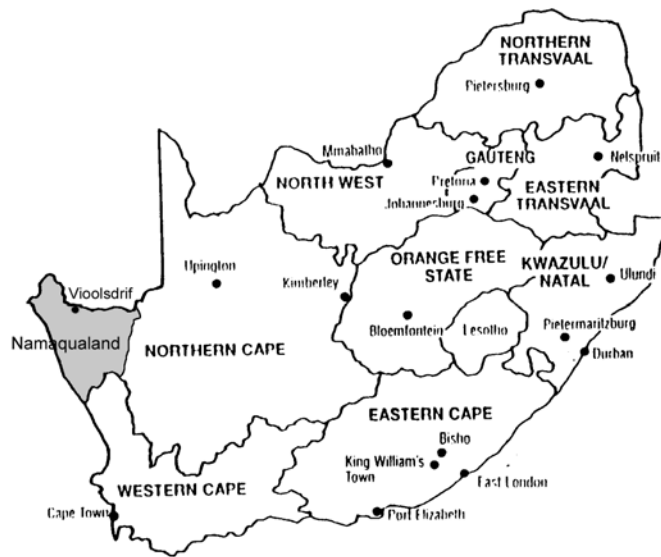 NORTHERN
TRANSVAAL
Pietersburg
Mmabatho
GAUTENG
Nelspruit
NORTH WEST
Pretoria
EASTERN
TRANSVAAL
Johannesburg
ORANGE FREE
STATE
KWAZULU/
NATAL
Upington
Kimberley
Ulundi
Vioolsdrif
Bloemfontein
Lesotho
Pietermaritzburg
Namaqualand
NORTHERN CAPE
Durban
EASTERN CAPE
Bisho
King William's
Town
East London
WESTERN CAPE
Cape Town
Port Elizabeth